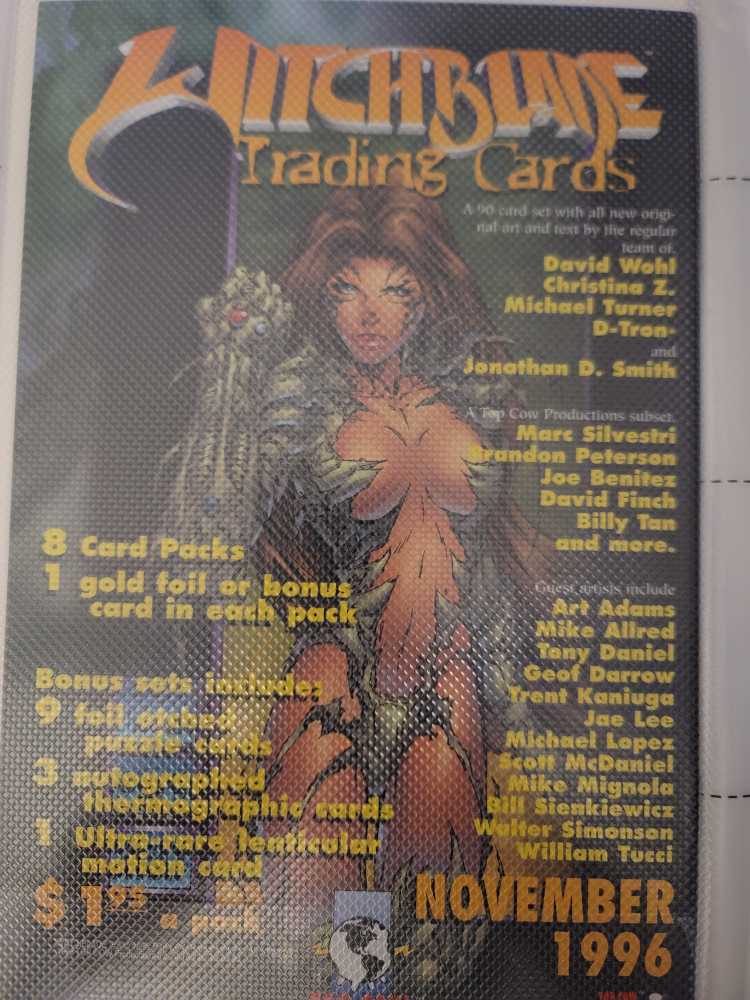 WITCHBLADE
Trading Cards
A 90 card set with all new origi-
nal art and text by the regular
team of.
David Wohl
Christina Z.
Michael Turner
D-Tron-
and
Jonathan D. Smith
A Top Cow Productions subset.
Marc Silvestri
Brandon Peterson
Joe Benitez
David Finch
Billy Tan
and more.
8 Card Packs
1 gold foil or bonus
card in each pack
Guest artists include
Art Adams
Mike Allred
Tony Daniel
Geof Darrow
Trent Kaniuga
Jae Lee
Michael Lopez
Scott McDaniel
Mike Mignola
Bill Sienkiewicz
Walter Simonson
William Tucci
Bonus sets include:
9 foil etched
puzzle cards
3 autographed
thermographic cards
1 Ultra-rare lenticular
motion card
$1.95 a pack
NOVEMBER
1996